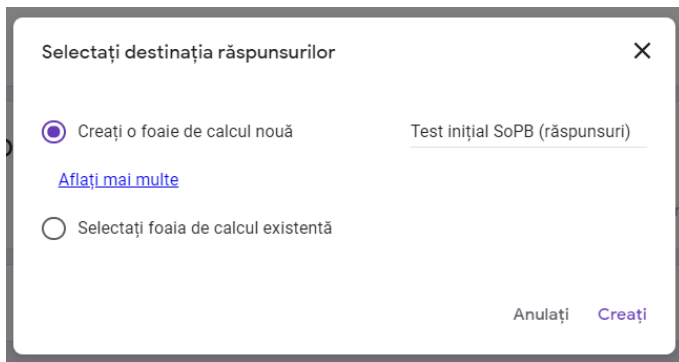 Selectați destinația răspunsurilor
Creați o foaie de calcul nouă Test inițial SoPB (răspunsuri)
Aflați mai multe
Selectați foaia de calcul existentă
Anulați Creați